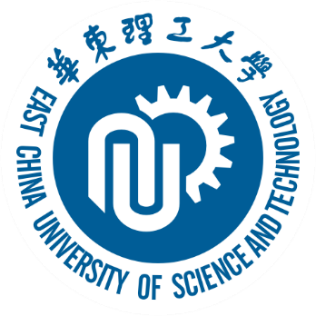 華東理工大學
EAST CHINA UNIVERSITY OF SCIENCE AND TECHNOLOGY